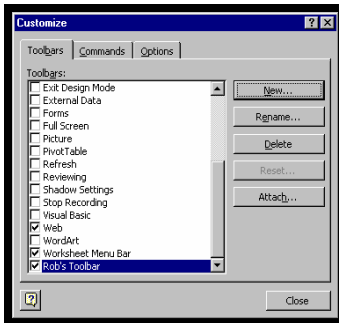 Customize
Toolbars Commands Options
Toolbars:
Exit Design Mode
External Data
Forms
Full Screen
Picture
PivotTable
Refresh
Reviewing
Shadow Settings
Stop Recording
Visual Basic
Web
WordArt
Worksheet Menu Bar
Rob's Toolbar
New...
Rename...
Delete
Reset...
Attach...
Close